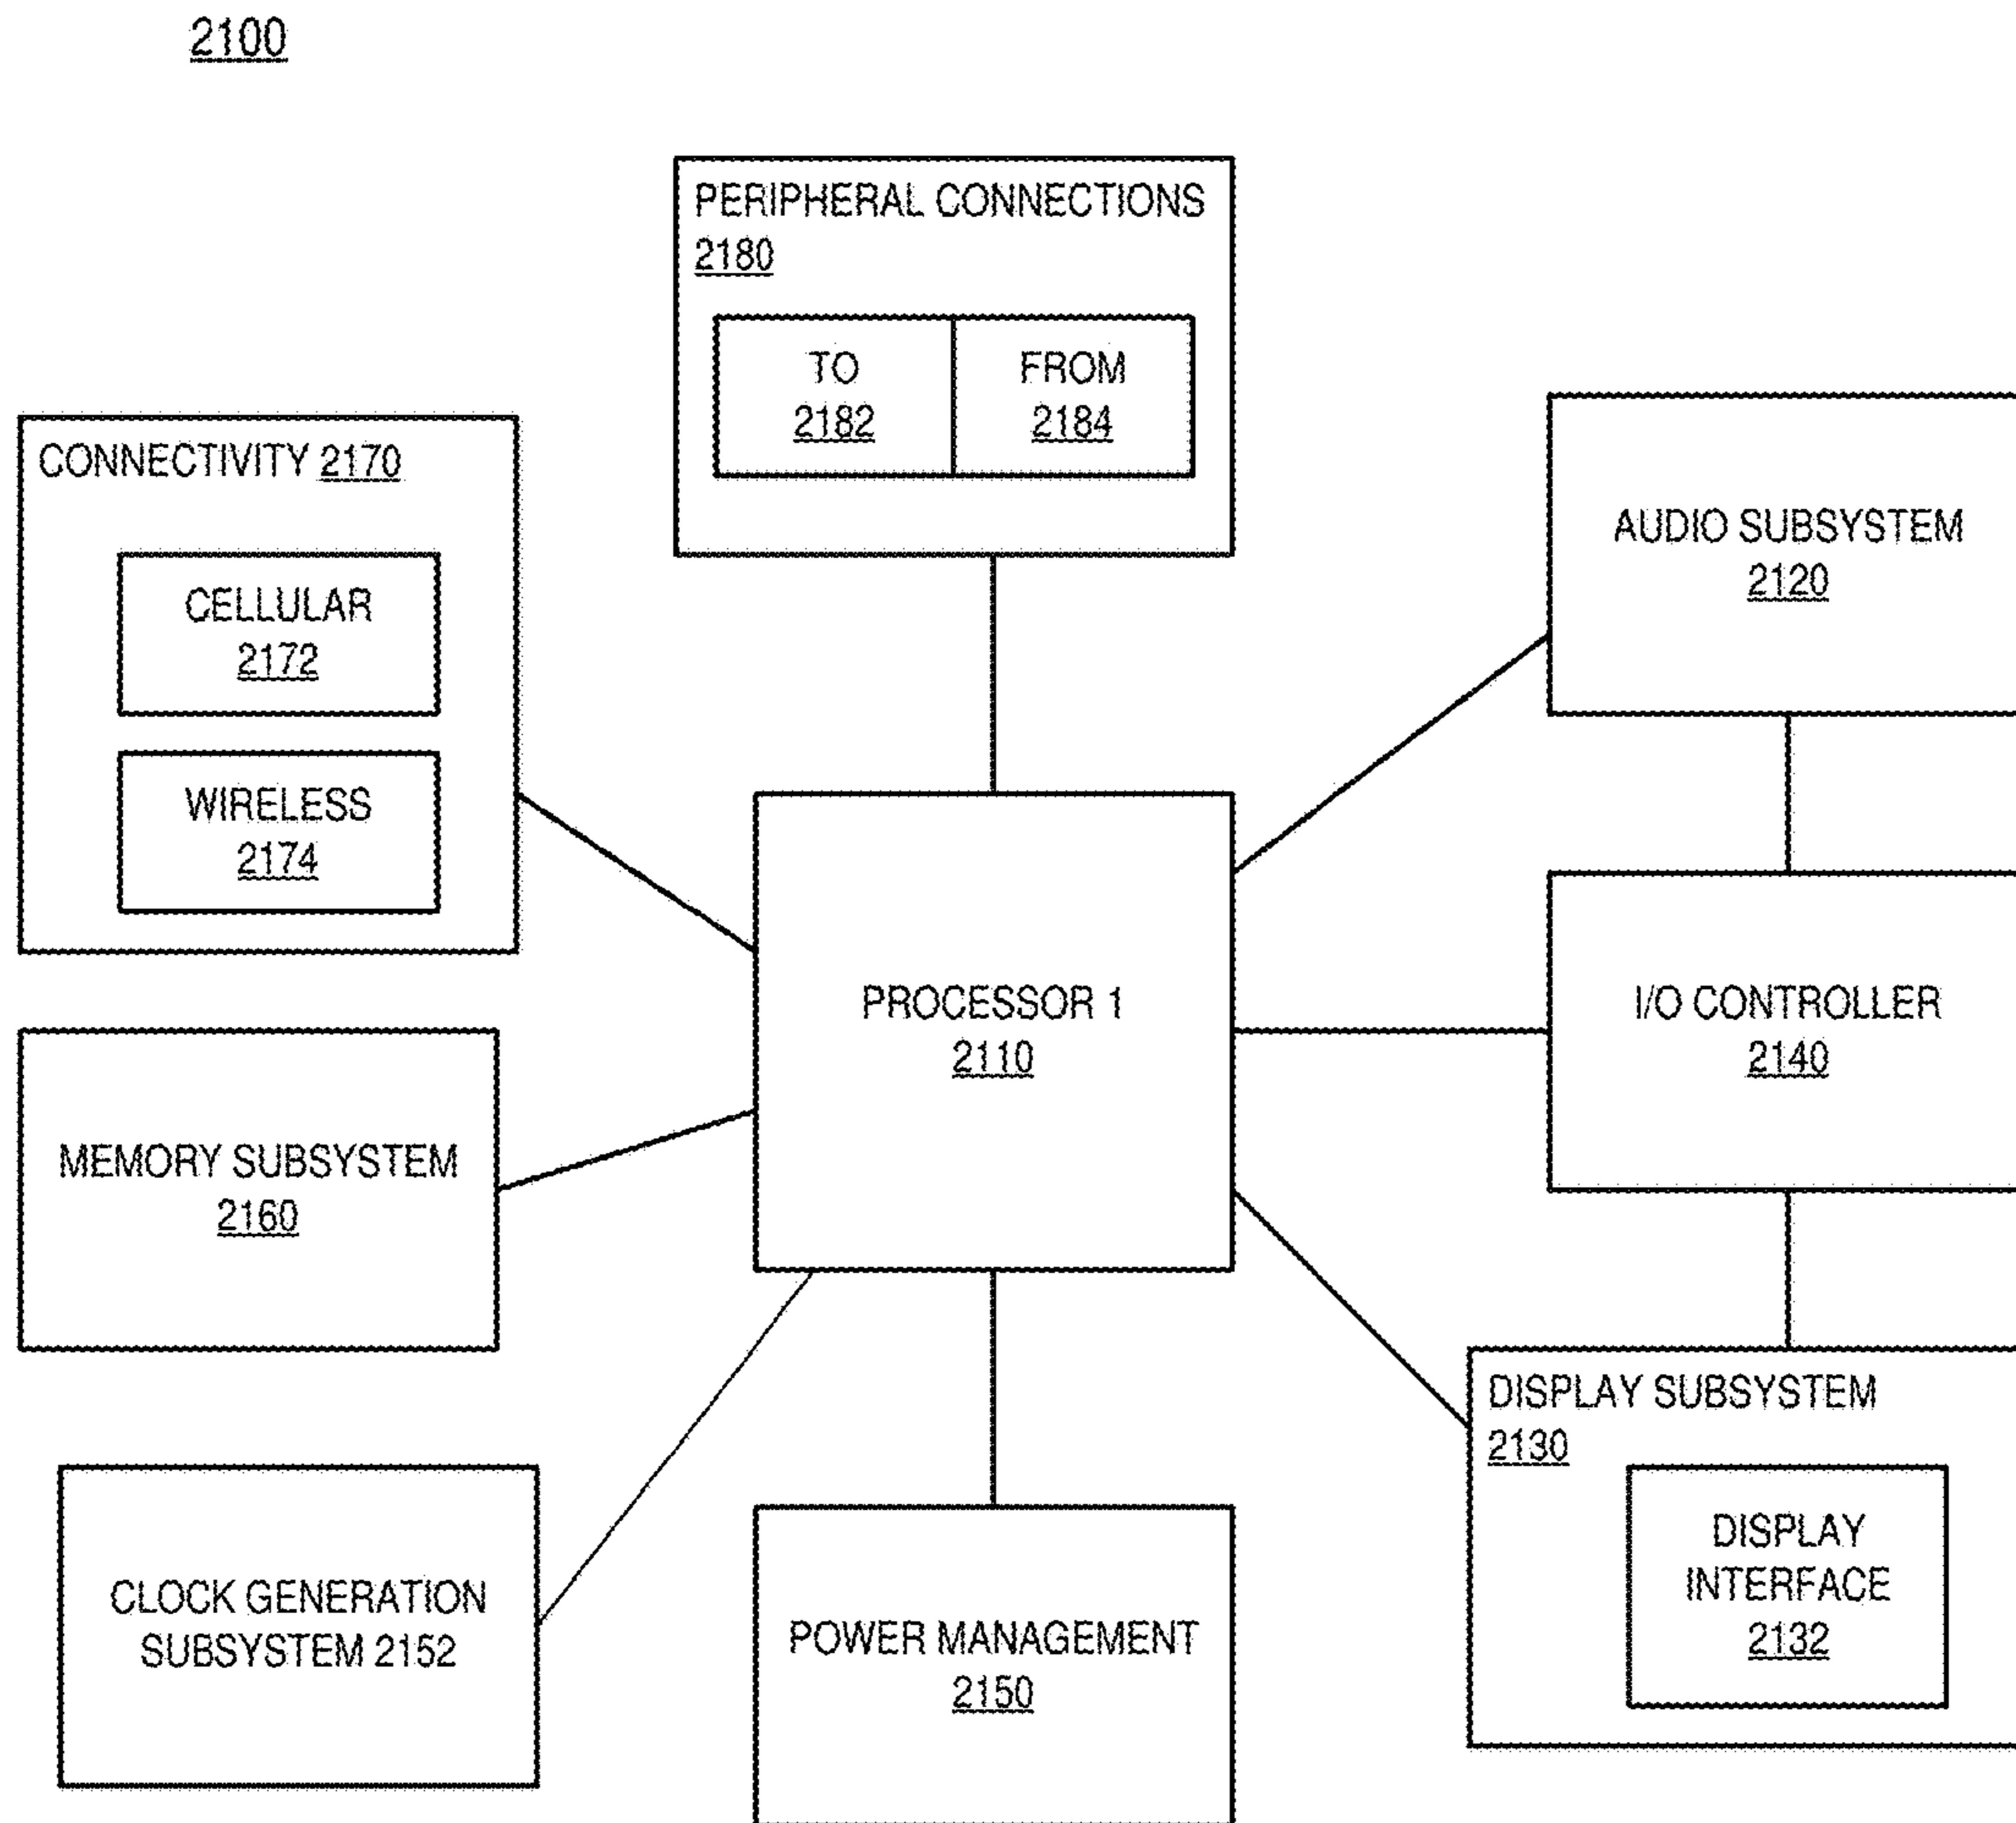 2100
PERIPHERAL CONNECTIONS
2180
TO
2182
FROM
2184
CONNECTIVITY 2170
CELLULAR
2172
WIRELESS
2174
AUDIO SUBSYSTEM
2120
PROCESSOR 1
2110
I/O CONTROLLER
2140
MEMORY SUBSYSTEM
2160
DISPLAY SUBSYSTEM
2130
DISPLAY
INTERFACE
2132
CLOCK GENERATION
SUBSYSTEM 2152
POWER MANAGEMENT
2150